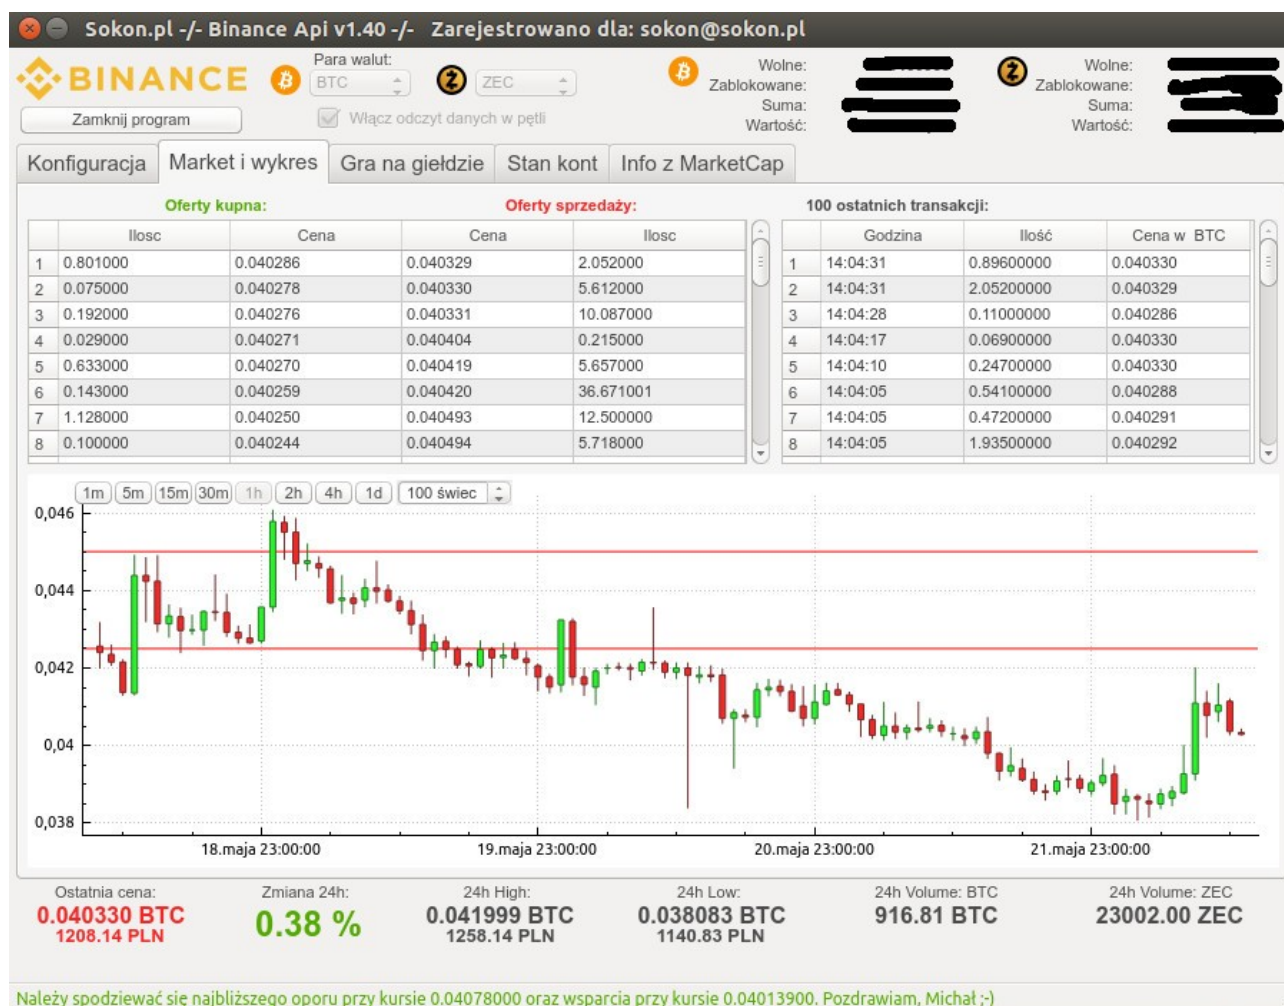 Sokon.pl -/- Binance Api v1.40 -/- Zarejestrowano dla: sokon@sokon.pl
BINANCE
Para walut:
BTC ZEC
Wolne: Wolne:
Zablokowane: Zablokowane:
Suma: Suma:
Wartość: Wartość:
Zamknij program
Włącz odczyt danych w pętli
Konfiguracja Market i wykres Gra na giełdzie Stan kont Info z MarketCap
Oferty kupna: Oferty sprzedaży: 100 ostatnich transakcji:
Ilosc Cena Cena Ilosc Godzina Ilość Cena w BTC
1 0.801000 0.040286 0.040329 2.052000 1 14:04:31 0.89600000 0.040330
2 0.075000 0.040278 0.040330 5.612000 2 14:04:31 2.05200000 0.040329
3 0.192000 0.040276 0.040331 10.087000 3 14:04:28 0.11000000 0.040286
4 0.029000 0.040271 0.040404 0.215000 4 14:04:17 0.06900000 0.040330
5 0.633000 0.040270 0.040419 5.657000 5 14:04:10 0.24700000 0.040330
6 0.143000 0.040259 0.040420 36.671001 6 14:04:05 0.54100000 0.040288
7 1.128000 0.040250 0.040493 12.500000 7 14:04:05 0.47200000 0.040291
8 0.100000 0.040244 0.040494 5.718000 8 14:04:05 1.93500000 0.040292
1m 5m 15m 30m 1h 2h 4h 1d 100 świec
0,046
0,044
0,042
0,04
0,038
18.maja 23:00:00 19.maja 23:00:00 20.maja 23:00:00 21.maja 23:00:00
Ostatnia cena: Zmiana 24h: 24h High: 24h Low: 24h Volume: BTC 24h Volume: ZEC
0.040330 BTC 0.38 % 0.041999 BTC 0.038083 BTC 916.81 BTC 23002.00 ZEC
1208.14 PLN 1258.14 PLN 1140.83 PLN
Należy spodziewać się najbliższego oporu przy kursie 0.04078000 oraz wsparcia przy kursie 0.04013900. Pozdrawiam, Michał ;-)